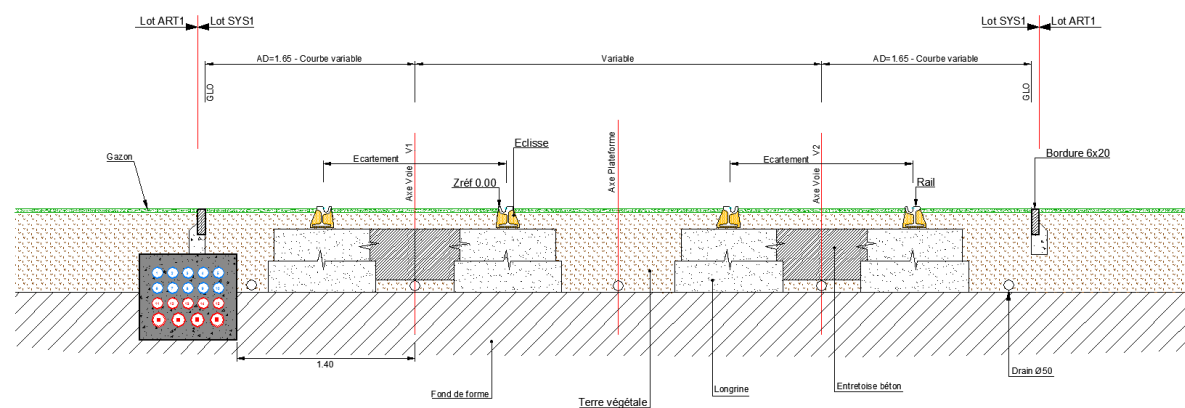 Lot ART1
Lot SYS1
Lot SYS1
Lot ART1
AD=1.65 - Courbe variable
Variable
AD=1.65 - Courbe variable
GLO
GLO
Axe Voie V1
Axe Plateforme
Axe Voie V2
Ecartement
Eclisse
Ecartement
Bordure 6x20
Gazon
Zréf 0.00
Rail
1.40
Fond de forme
Terre végétale
Longrine
Entretoise béton
Drain Ø50